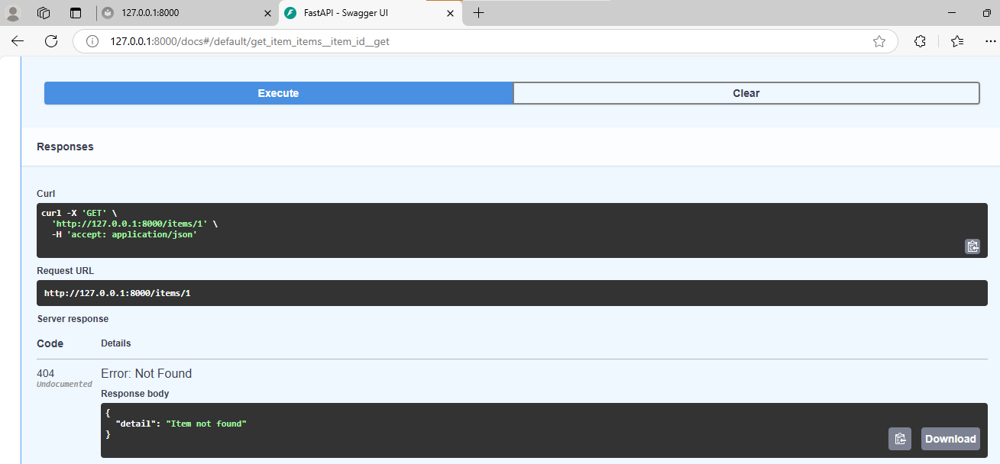 127.0.0.1:8000
FastAPI - Swagger UI
127.0.0.1:8000/docs#/default/get_item_items__item_id__get
Execute
Clear
Responses
Curl
curl -X 'GET' \
  'http://127.0.0.1:8000/items/1' \
  -H 'accept: application/json'
Request URL
http://127.0.0.1:8000/items/1
Server response
Code
Details
404
Undocumented
Error: Not Found
Response body
{
  "detail": "Item not found"
}
Download